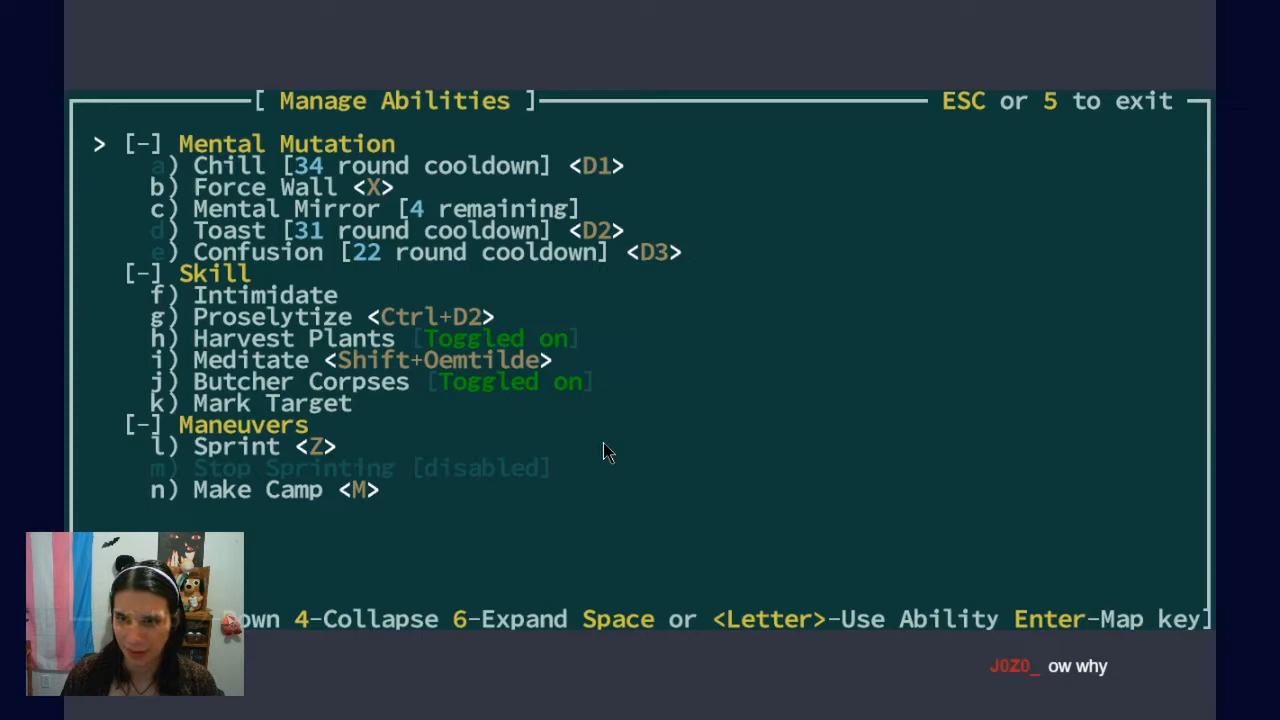 [ Manage Abilities ] ESC or 5 to exit
> [-] Mental Mutation
a) Chill [34 round cooldown] <D1>
b) Force Wall <X>
c) Mental Mirror [4 remaining]
d) Toast [31 round cooldown] <D2>
e) Confusion [22 round cooldown] <D3>
[-] Skill
f) Intimidate
g) Proselytize <Ctrl+D2>
h) Harvest Plants [Toggled on]
i) Meditate <Shift+Oemtilde>
j) Butcher Corpses [Toggled on]
k) Mark Target
[-] Maneuvers
l) Sprint <Z>
m) Stop Sprinting [disabled]
n) Make Camp <M>
Down 4-Collapse 6-Expand Space or <Letter>-Use Ability Enter-Map key]
J0Z0_ ow why